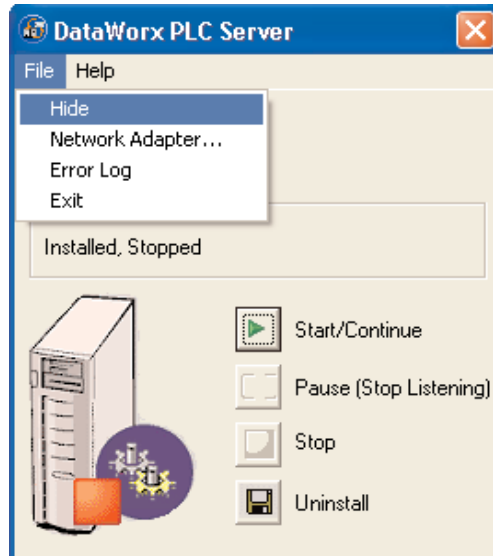 DataWorx PLC Server
File Help
Hide
Network Adapter...
Error Log
Exit
Installed, Stopped
Start/Continue
Pause (Stop Listening)
Stop
Uninstall